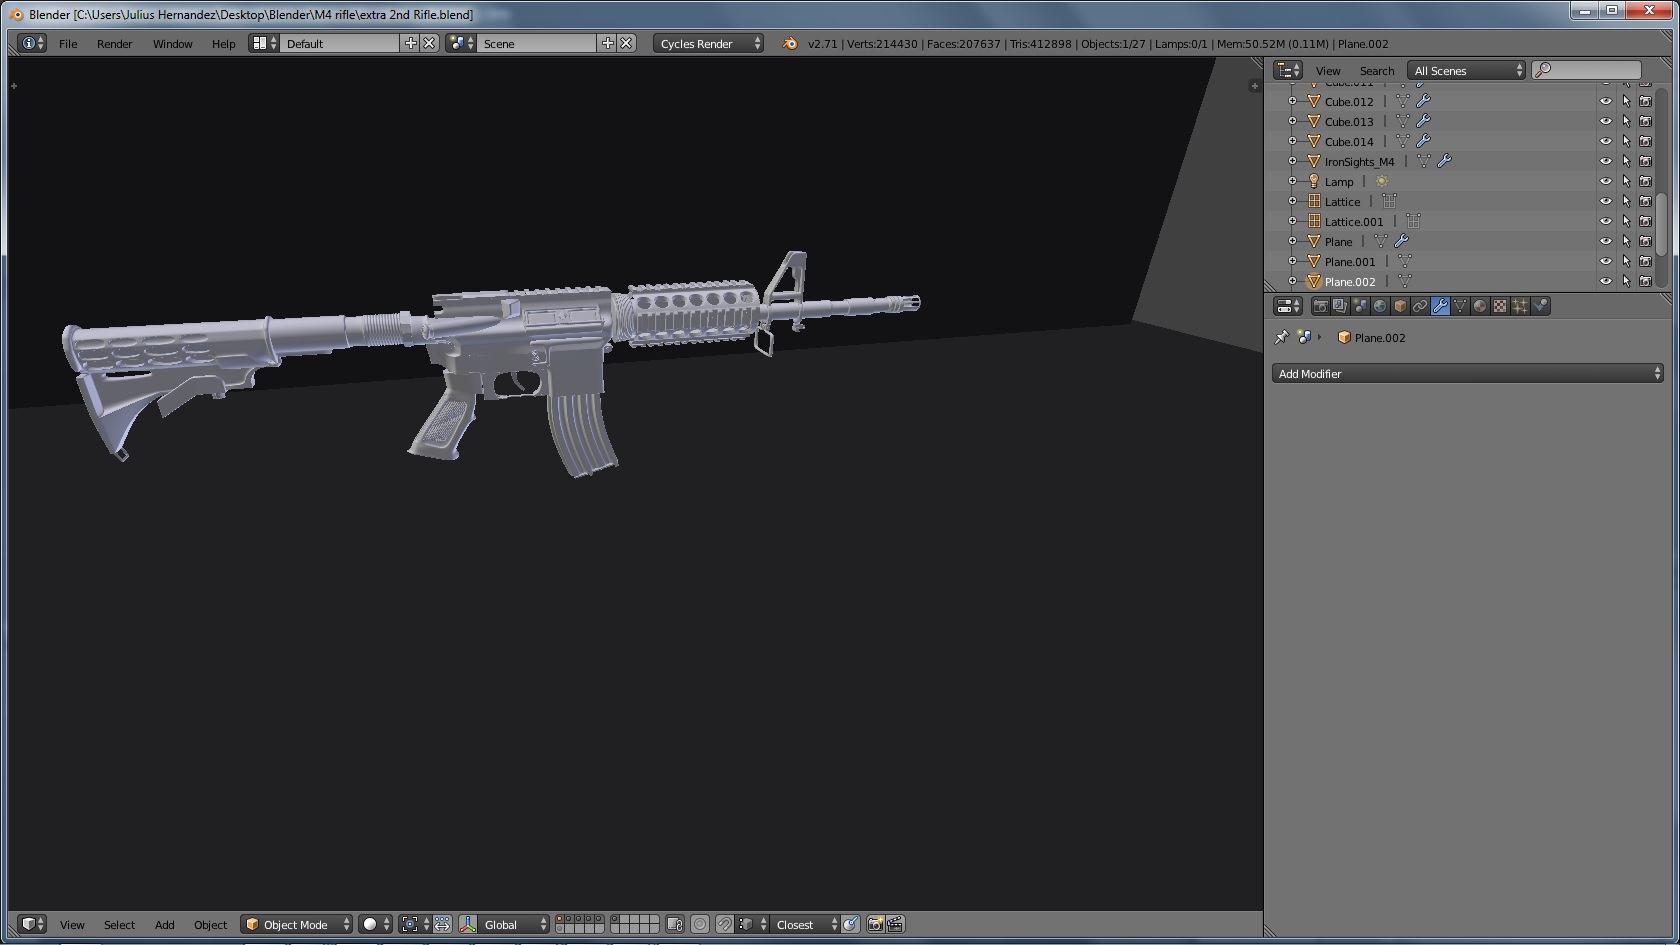 Blender [C:\Users\Julius Hernandez\Desktop\Blender\M4 rifle\extra 2nd Rifle.blend]
File Render Window Help Default Scene Cycles Render v2.71 | Verts:214430 | Faces:207637 | Tris:412898 | Objects:1/27 | Lamps:0/1 | Mem:50.52M (0.11M) | Plane.002
View Search All Scenes
Cube.011
Cube.012
Cube.013
Cube.014
IronSights_M4
Lamp
Lattice
Lattice.001
Plane
Plane.001
Plane.002
Plane.002
Add Modifier
View Select Add Object Object Mode Global Closest